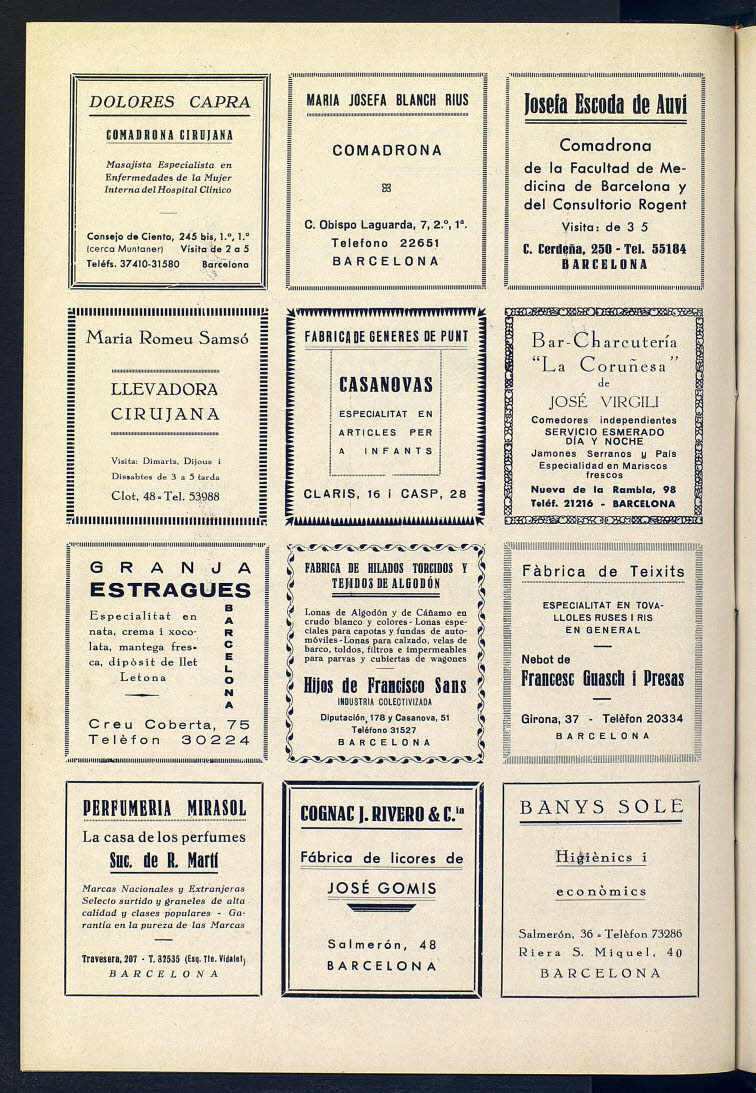 DOLORES CAPRA
COMADRONA CIRUJANA
Masajista Especialista en
Enfermedades de la Mujer
Interna del Hospital Clínico
Consejo de Ciento, 245 bis, 1.º, 1.º
(cerca Muntaner) Visita de 2 a 5
Teléfs. 37410-31580 Barcelona
MARIA JOSEFA BLANCH RIUS
COMADRONA
C. Obispo Laguarda, 7, 2.º, 1ª.
Telefono 22651
BARCELONA
Josefa Escoda de Auví
Comadrona
de la Facultad de Me-
dicina de Barcelona y
del Consultorio Rogent
Visita: de 3 5
C. Cerdeña, 250 - Tel. 55184
BARCELONA
Maria Romeu Samsó
LLEVADORA
CIRUJANA
Visita: Dimarts, Dijous i
Dissabtes de 3 a 5 tarda
Clot, 48 - Tel. 53988
FABRICA DE GENERES DE PUNT
CASANOVAS
ESPECIALITAT EN
ARTICLES PER
A INFANTS
CLARIS, 16 i CASP, 28
Bar-Charcutería
"La Coruñesa"
de
JOSÉ VIRGILI
Comedores independientes
SERVICIO ESMERADO
DÍA Y NOCHE
Jamones Serranos y País
Especialidad en Mariscos
frescos
Nueva de la Rambla, 98
Teléf. 21216 - BARCELONA
GRANJA
ESTRAGUES
BARCELONA
Especialitat en
nata, crema i xoco-
lata, mantega fres-
ca, dipòsit de llet
Letona
Creu Coberta, 75
Telèfon 30224
FABRICA DE HILADOS TORCIDOS Y
TEJIDOS DE ALGODÓN
Lonas de Algodón y de Cáñamo en
crudo blanco y colores - Lonas espe-
ciales para capotas y fundas de auto-
móviles - Lonas para calzado, velas de
barco, toldos, filtros e impermeables
para parvas y cubiertas de wagones
Hijos de Francisco Sans
INDUSTRIA COLECTIVIZADA
Diputación, 178 y Casanova, 51
Teléfono 31527
BARCELONA
Fàbrica de Teixits
ESPECIALITAT EN TOVA-
LLOLES RUSES I RIS
EN GENERAL
Nebot de
Francesc Guasch i Presas
Girona, 37 - Telèfon 20334
BARCELONA
PERFUMERIA MIRASOL
La casa de los perfumes
Suc. de R. Martí
Marcas Nacionales y Extranjeras
Selecto surtido y graneles de alta
calidad y clases populares - Ga-
rantía en la pureza de las Marcas
Travesera, 207 - T. 82535 (Esq. Tte. Vidalet)
BARCELONA
COGNAC J. RIVERO & C.ia
Fábrica de licores de
JOSÉ GOMIS
Salmerón, 48
BARCELONA
BANYS SOLÉ
Higiènics i
econòmics
Salmerón, 36 - Telèfon 73286
Riera S. Miquel, 40
BARCELONA